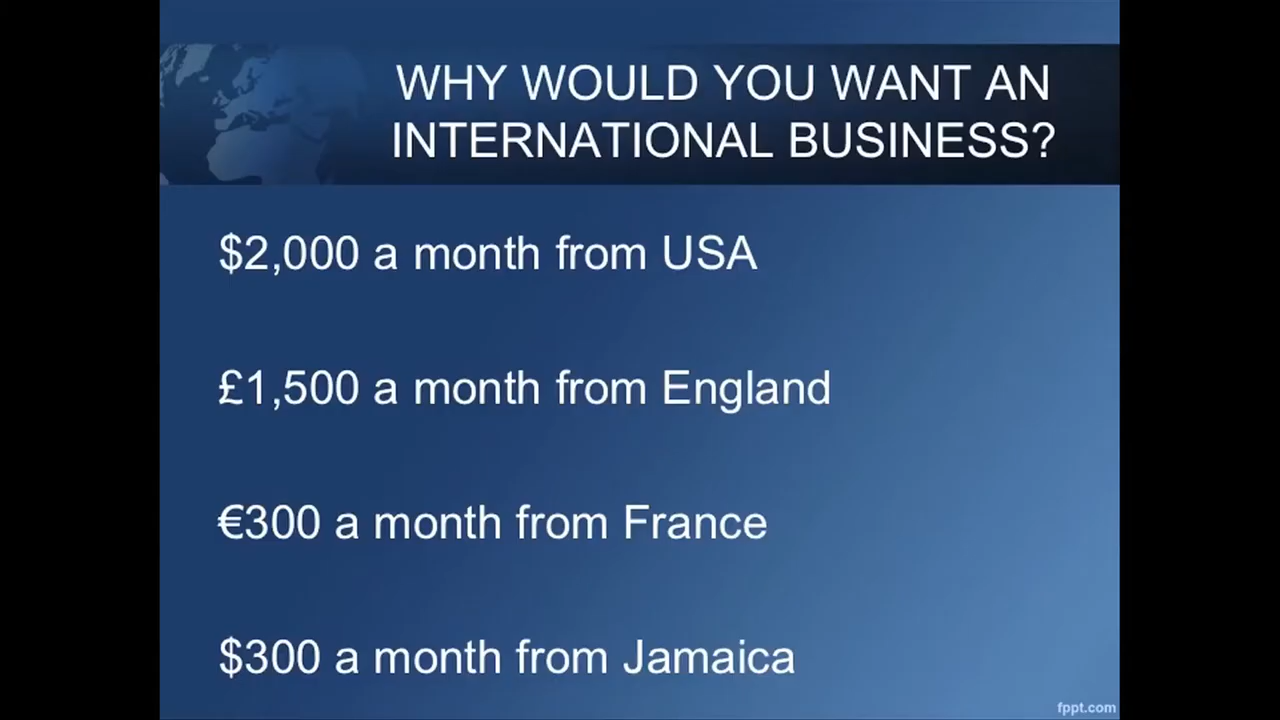 WHY WOULD YOU WANT AN
INTERNATIONAL BUSINESS?
$2,000 a month from USA
£1,500 a month from England
€300 a month from France
$300 a month from Jamaica
fppt.com